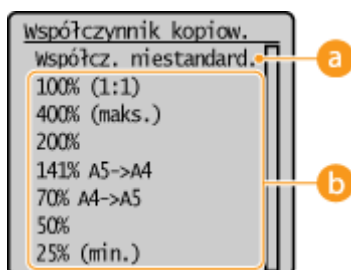 Współczynnik kopiow.
Współcz. niestandard.
a
100% (1:1)
400% (maks.)
200%
141% A5->A4
b
70% A4->A5
50%
25% (min.)